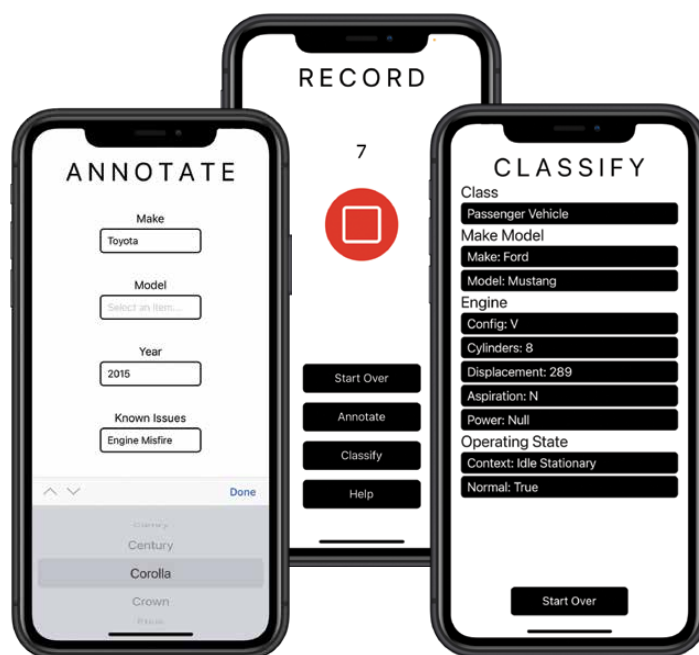 ANNOTATE
Make
Toyota
Model
Select an item...
Year
2015
Known Issues
Engine Misfire
Done
Century
Corolla
Crown
RECORD
7
Start Over
Annotate
Classify
Help
CLASSIFY
Class
Passenger Vehicle
Make Model
Make: Ford
Model: Mustang
Engine
Config: V
Cylinders: 8
Displacement: 289
Aspiration: N
Power: Null
Operating State
Context: Idle Stationary
Normal: True
Start Over